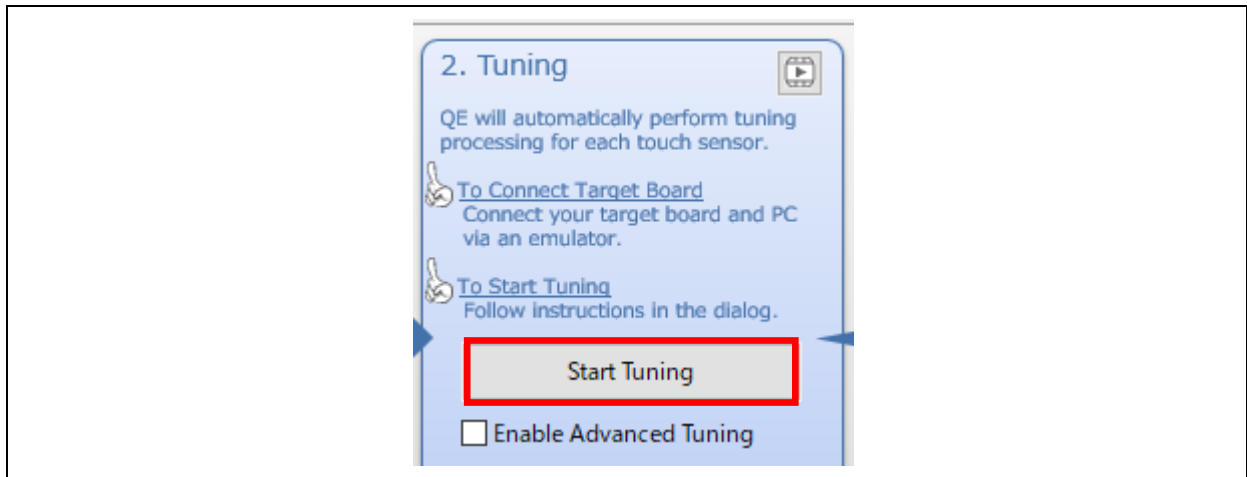 2. Tuning
QE will automatically perform tuning
processing for each touch sensor.
To Connect Target Board
Connect your target board and PC
via an emulator.
To Start Tuning
Follow instructions in the dialog.
Start Tuning
Enable Advanced Tuning